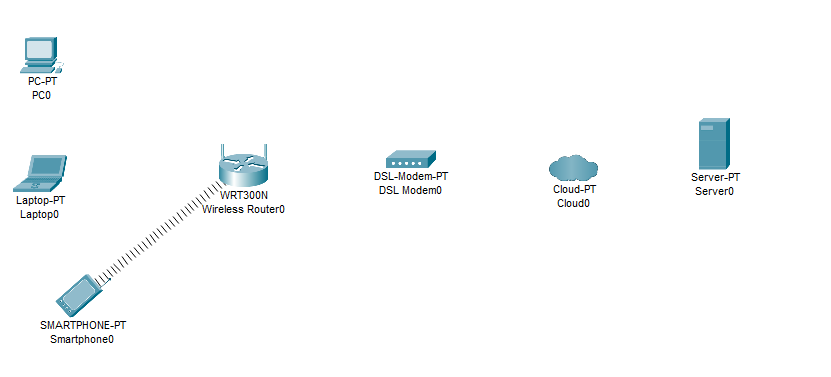 PC-PT
PC0
Laptop-PT
Laptop0
WRT300N
Wireless Router0
DSL-Modem-PT
DSL Modem0
Cloud-PT
Cloud0
Server-PT
Server0
SMARTPHONE-PT
Smartphone0